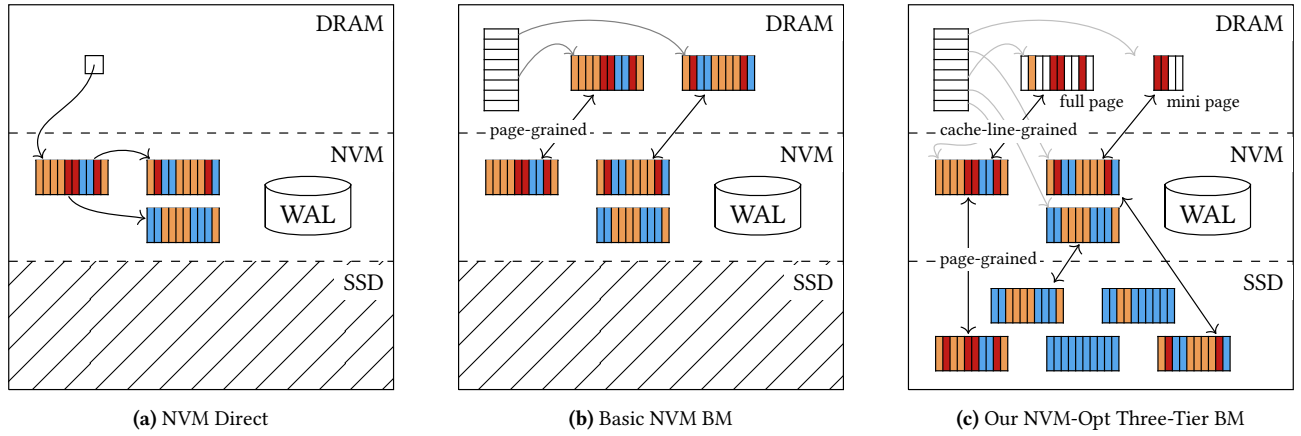 DRAM
NVM
WAL
SSD
(a) NVM Direct
DRAM
page-grained
NVM
WAL
SSD
(b) Basic NVM BM
DRAM
full page
mini page
cache-line-grained
NVM
WAL
page-grained
SSD
(c) Our NVM-Opt Three-Tier BM